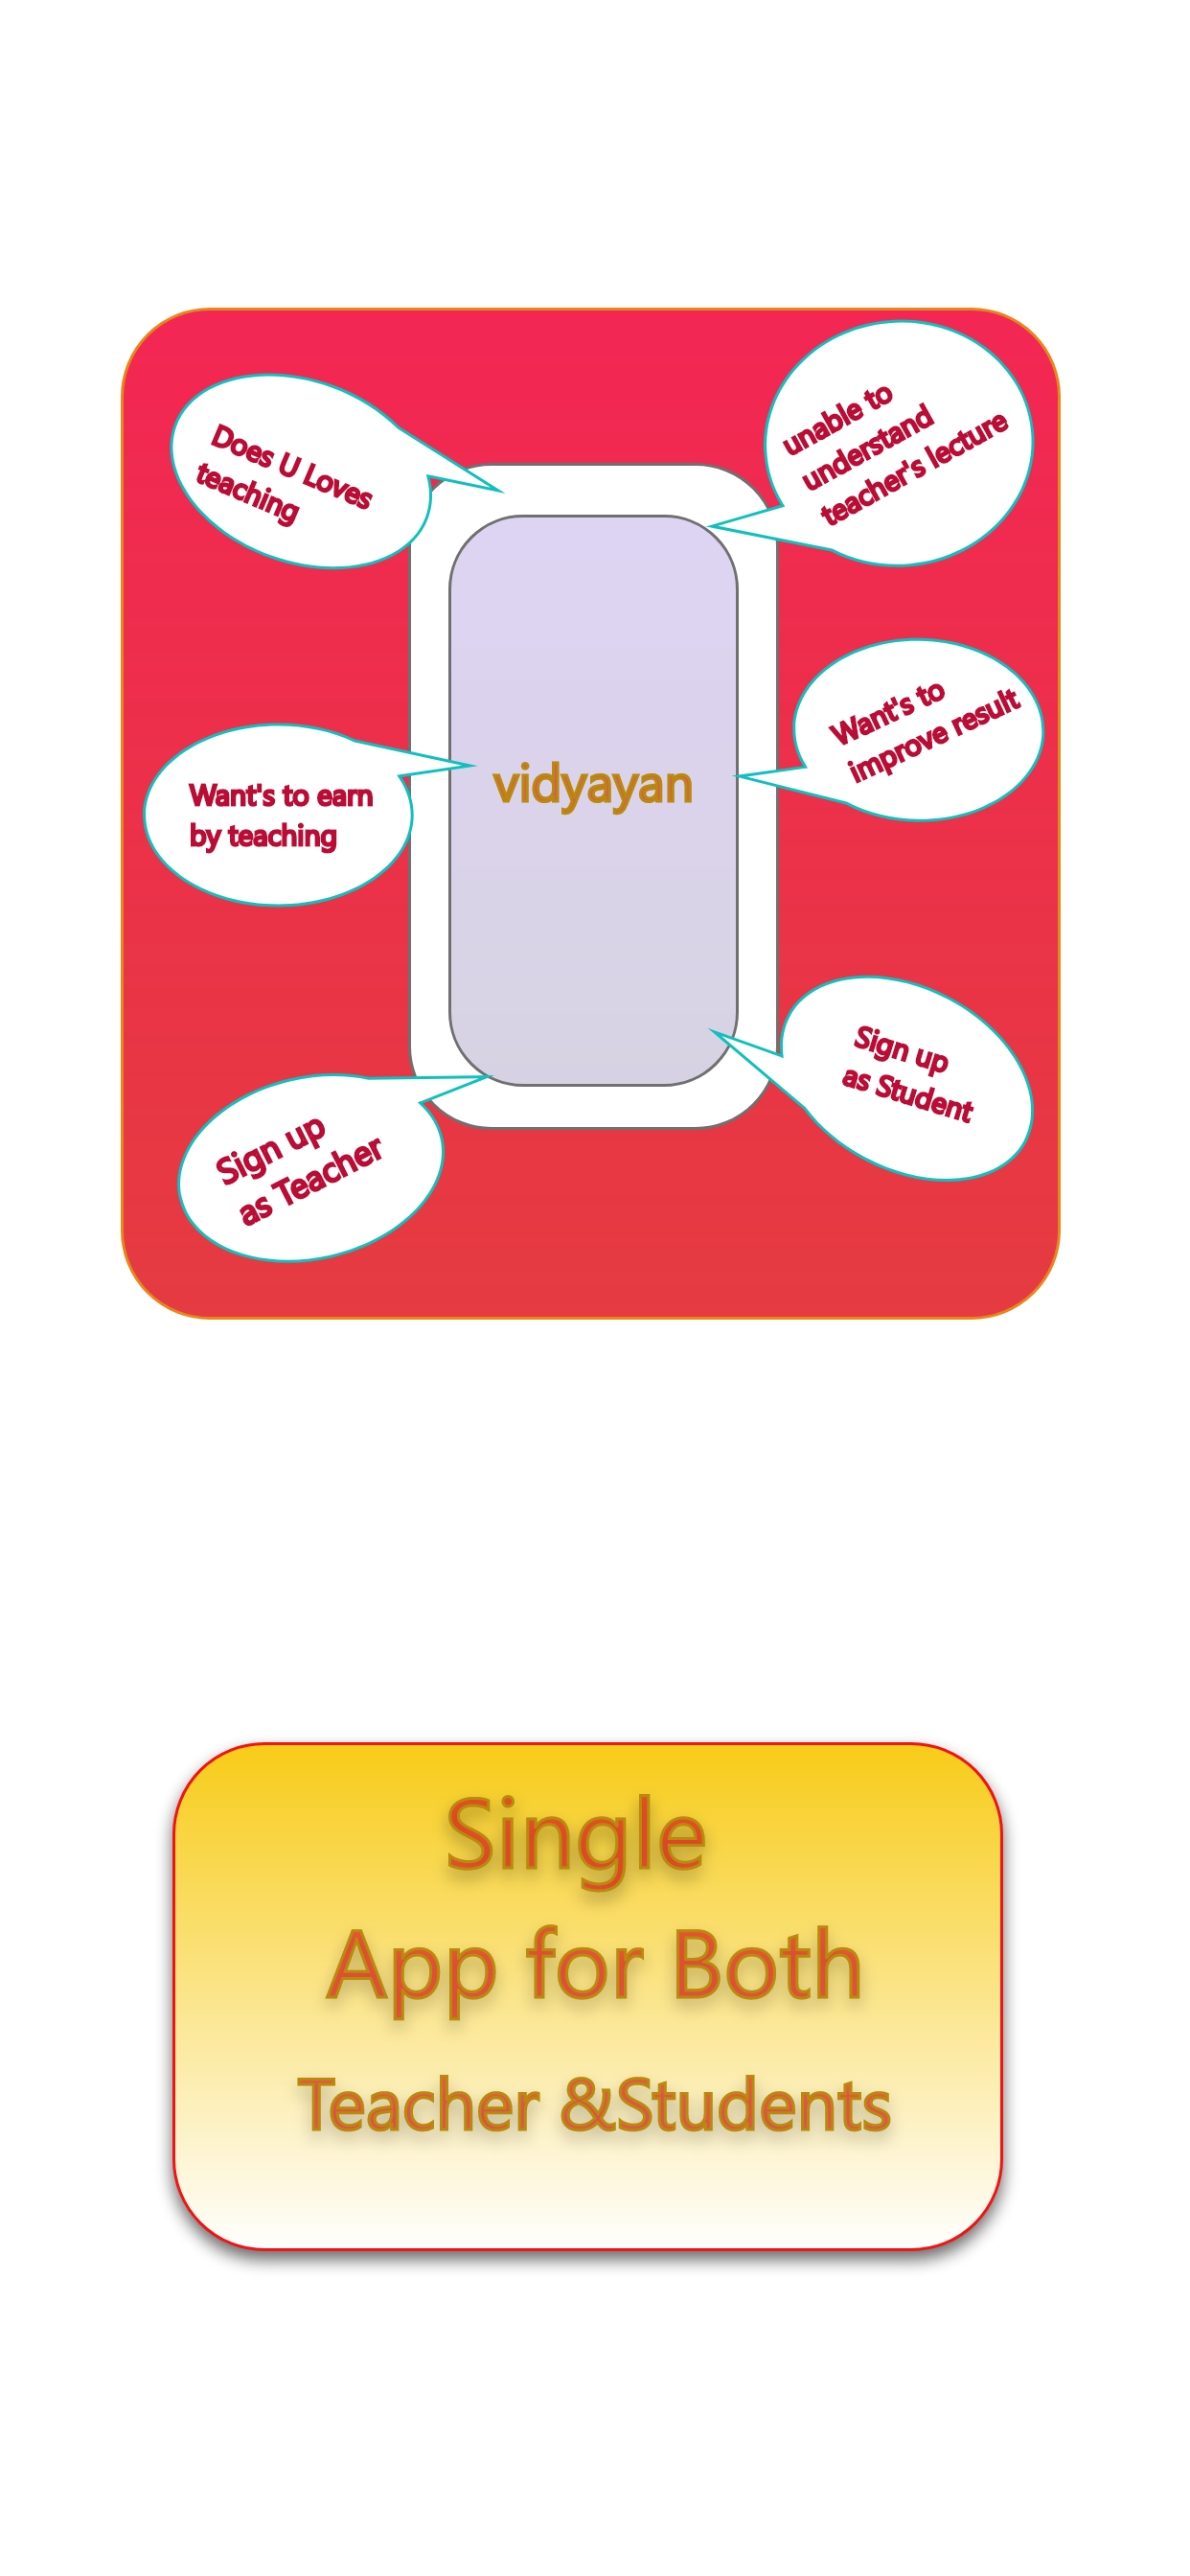 Does U Loves
teaching
unable to
understand
teacher's lecture
Want's to
improve result
Want's to earn
by teaching
vidyayan
Sign up
as Student
Sign up
as Teacher
Single
App for Both
Teacher &Students